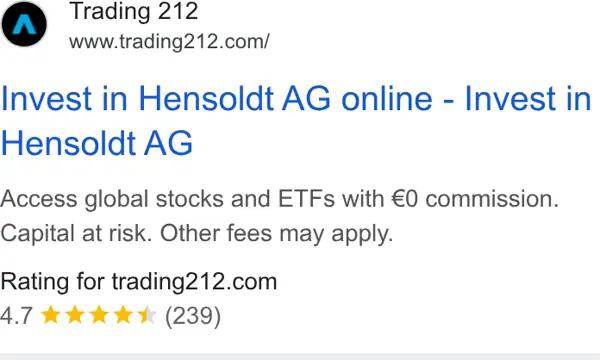 Trading 212
www.trading212.com/
Invest in Hensoldt AG online - Invest in
Hensoldt AG
Access global stocks and ETFs with €0 commission.
Capital at risk. Other fees may apply.
Rating for trading212.com
4.7 ★★★★⯪ (239)